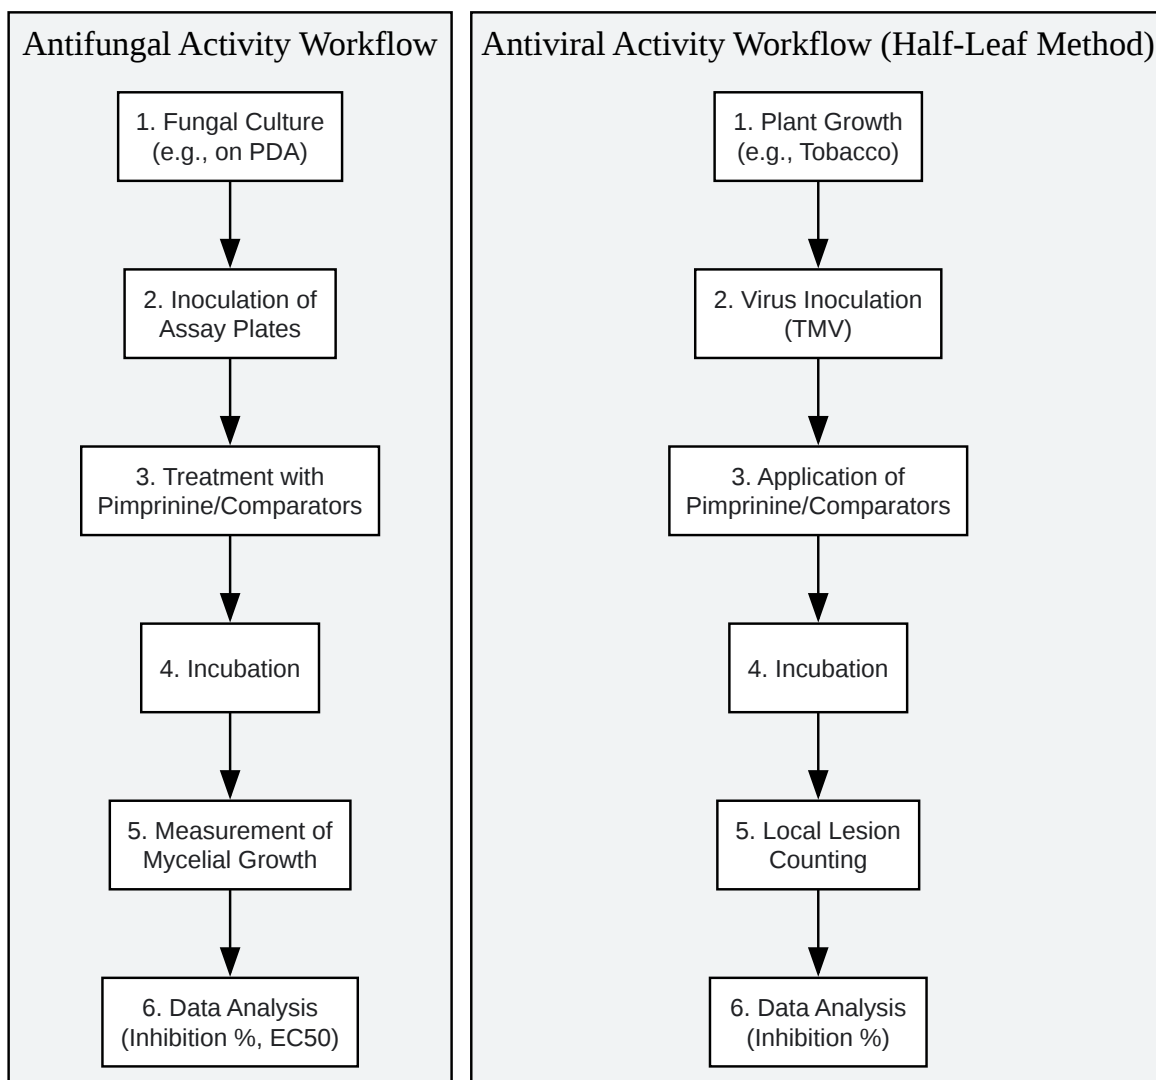 Antifungal Activity Workflow
1. Fungal Culture
(e.g., on PDA)
2. Inoculation of
Assay Plates
3. Treatment with
Pimprinine/Comparators
4. Incubation
5. Measurement of
Mycelial Growth
6. Data Analysis
(Inhibition %, EC50)
Antiviral Activity Workflow (Half-Leaf Method)
1. Plant Growth
(e.g., Tobacco)
2. Virus Inoculation
(TMV)
3. Application of
Pimprinine/Comparators
4. Incubation
5. Local Lesion
Counting
6. Data Analysis
(Inhibition %)